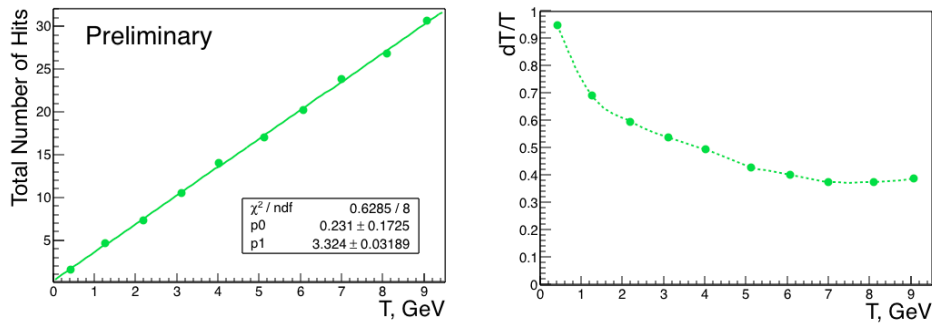 Total Number of Hits
Preliminary
30
25
20
15
10
5
χ² / ndf 0.6285 / 8
p0 0.231 ± 0.1725
p1 3.324 ± 0.03189
0 1 2 3 4 5 6 7 8 9
T, GeV
dT/T
1
0.9
0.8
0.7
0.6
0.5
0.4
0.3
0.2
0.1
0
0 1 2 3 4 5 6 7 8 9
T, GeV